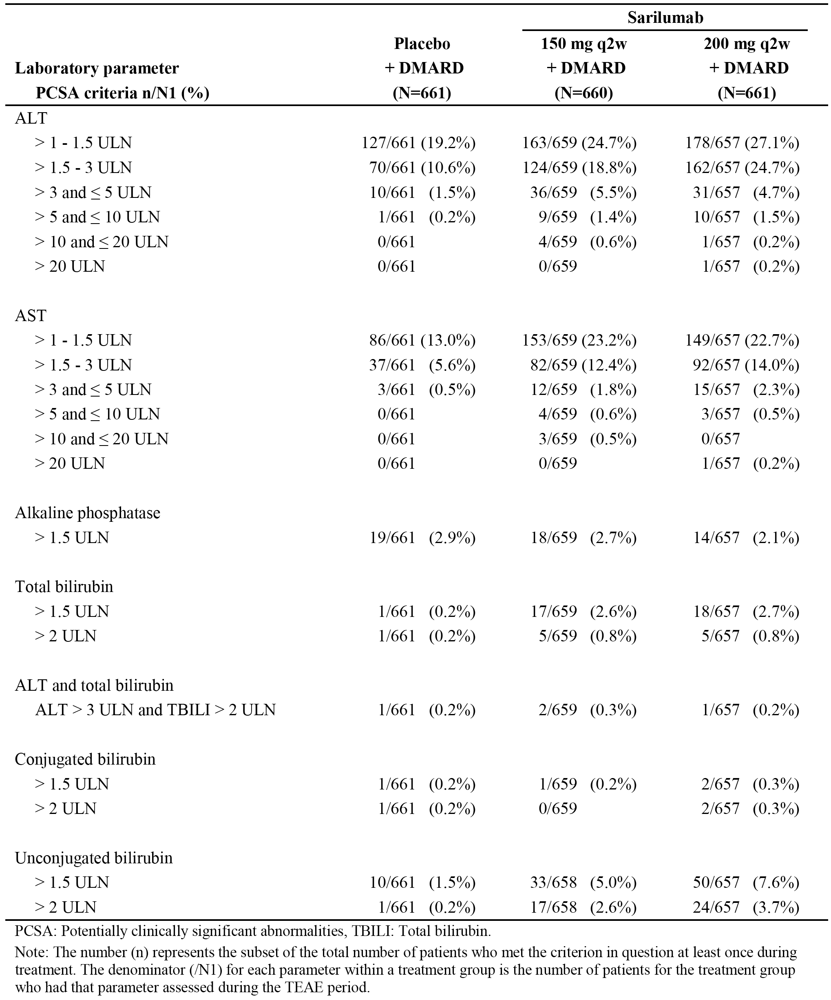 Sarilumab
Placebo 150 mg q2w 200 mg q2w
Laboratory parameter + DMARD + DMARD + DMARD
PCSA criteria n/N1 (%) (N=661) (N=660) (N=661)
ALT
> 1 - 1.5 ULN 127/661 (19.2%) 163/659 (24.7%) 178/657 (27.1%)
> 1.5 - 3 ULN 70/661 (10.6%) 124/659 (18.8%) 162/657 (24.7%)
> 3 and ≤ 5 ULN 10/661 (1.5%) 36/659 (5.5%) 31/657 (4.7%)
> 5 and ≤ 10 ULN 1/661 (0.2%) 9/659 (1.4%) 10/657 (1.5%)
> 10 and ≤ 20 ULN 0/661 4/659 (0.6%) 1/657 (0.2%)
> 20 ULN 0/661 0/659 1/657 (0.2%)
AST
> 1 - 1.5 ULN 86/661 (13.0%) 153/659 (23.2%) 149/657 (22.7%)
> 1.5 - 3 ULN 37/661 (5.6%) 82/659 (12.4%) 92/657 (14.0%)
> 3 and ≤ 5 ULN 3/661 (0.5%) 12/659 (1.8%) 15/657 (2.3%)
> 5 and ≤ 10 ULN 0/661 4/659 (0.6%) 3/657 (0.5%)
> 10 and ≤ 20 ULN 0/661 3/659 (0.5%) 0/657
> 20 ULN 0/661 0/659 1/657 (0.2%)
Alkaline phosphatase
> 1.5 ULN 19/661 (2.9%) 18/659 (2.7%) 14/657 (2.1%)
Total bilirubin
> 1.5 ULN 1/661 (0.2%) 17/659 (2.6%) 18/657 (2.7%)
> 2 ULN 1/661 (0.2%) 5/659 (0.8%) 5/657 (0.8%)
ALT and total bilirubin
ALT > 3 ULN and TBILI > 2 ULN 1/661 (0.2%) 2/659 (0.3%) 1/657 (0.2%)
Conjugated bilirubin
> 1.5 ULN 1/661 (0.2%) 1/659 (0.2%) 2/657 (0.3%)
> 2 ULN 1/661 (0.2%) 0/659 2/657 (0.3%)
Unconjugated bilirubin
> 1.5 ULN 10/661 (1.5%) 33/658 (5.0%) 50/657 (7.6%)
> 2 ULN 1/661 (0.2%) 17/658 (2.6%) 24/657 (3.7%)
PCSA: Potentially clinically significant abnormalities, TBILI: Total bilirubin.
Note: The number (n) represents the subset of the total number of patients who met the criterion in question at least once during
treatment. The denominator (/N1) for each parameter within a treatment group is the number of patients for the treatment group
who had that parameter assessed during the TEAE period.